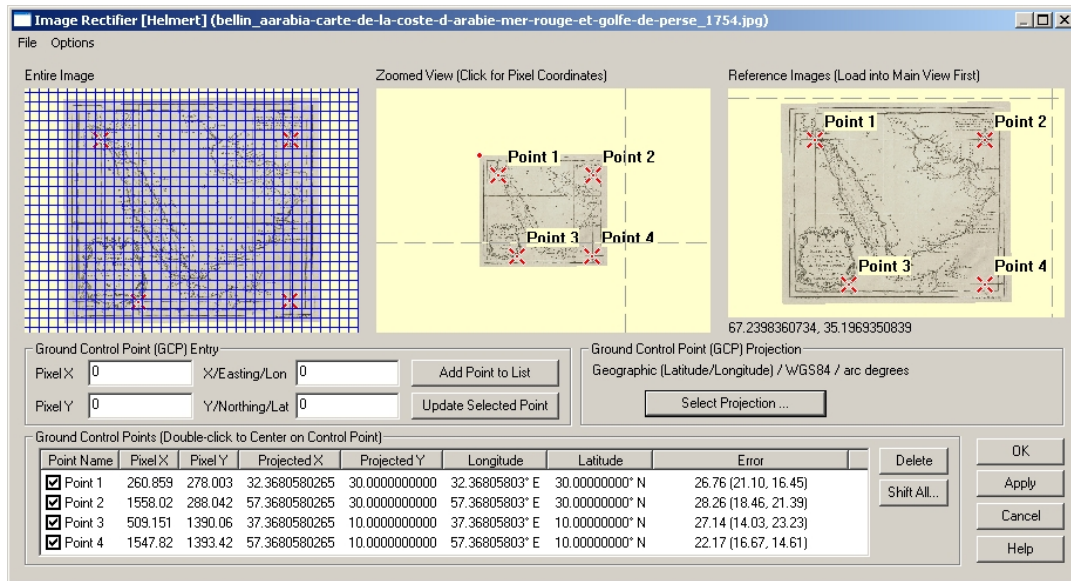 Image Rectifier [Helmert] (bellin_aarabia-carte-de-la-coste-d-arabie-mer-rouge-et-golfe-de-perse_1754.jpg)
File Options
Entire Image Zoomed View (Click for Pixel Coordinates) Reference Images (Load into Main View First)
Point 1 Point 2
Point 3 Point 4
Point 1 Point 2
Point 3 Point 4
67.2398360734, 35.1969350839
Ground Control Point (GCP) Entry
Pixel X 0 X/Easting/Lon 0 Add Point to List
Pixel Y 0 Y/Northing/Lat 0 Update Selected Point
Ground Control Point (GCP) Projection
Geographic (Latitude/Longitude) / WGS84 / arc degrees
Select Projection ...
Ground Control Points (Double-click to Center on Control Point)
Point Name Pixel X Pixel Y Projected X Projected Y Longitude Latitude Error
Point 1 260.859 278.003 32.3680580265 30.0000000000 32.36805803° E 30.00000000° N 26.76 (21.10, 16.45)
Point 2 1558.02 288.042 57.3680580265 30.0000000000 57.36805803° E 30.00000000° N 28.26 (18.46, 21.39)
Point 3 509.151 1390.06 37.3680580265 10.0000000000 37.36805803° E 10.00000000° N 27.14 (14.03, 23.23)
Point 4 1547.82 1393.42 57.3680580265 10.0000000000 57.36805803° E 10.00000000° N 22.17 (16.67, 14.61)
Delete
Shift All...
OK
Apply
Cancel
Help